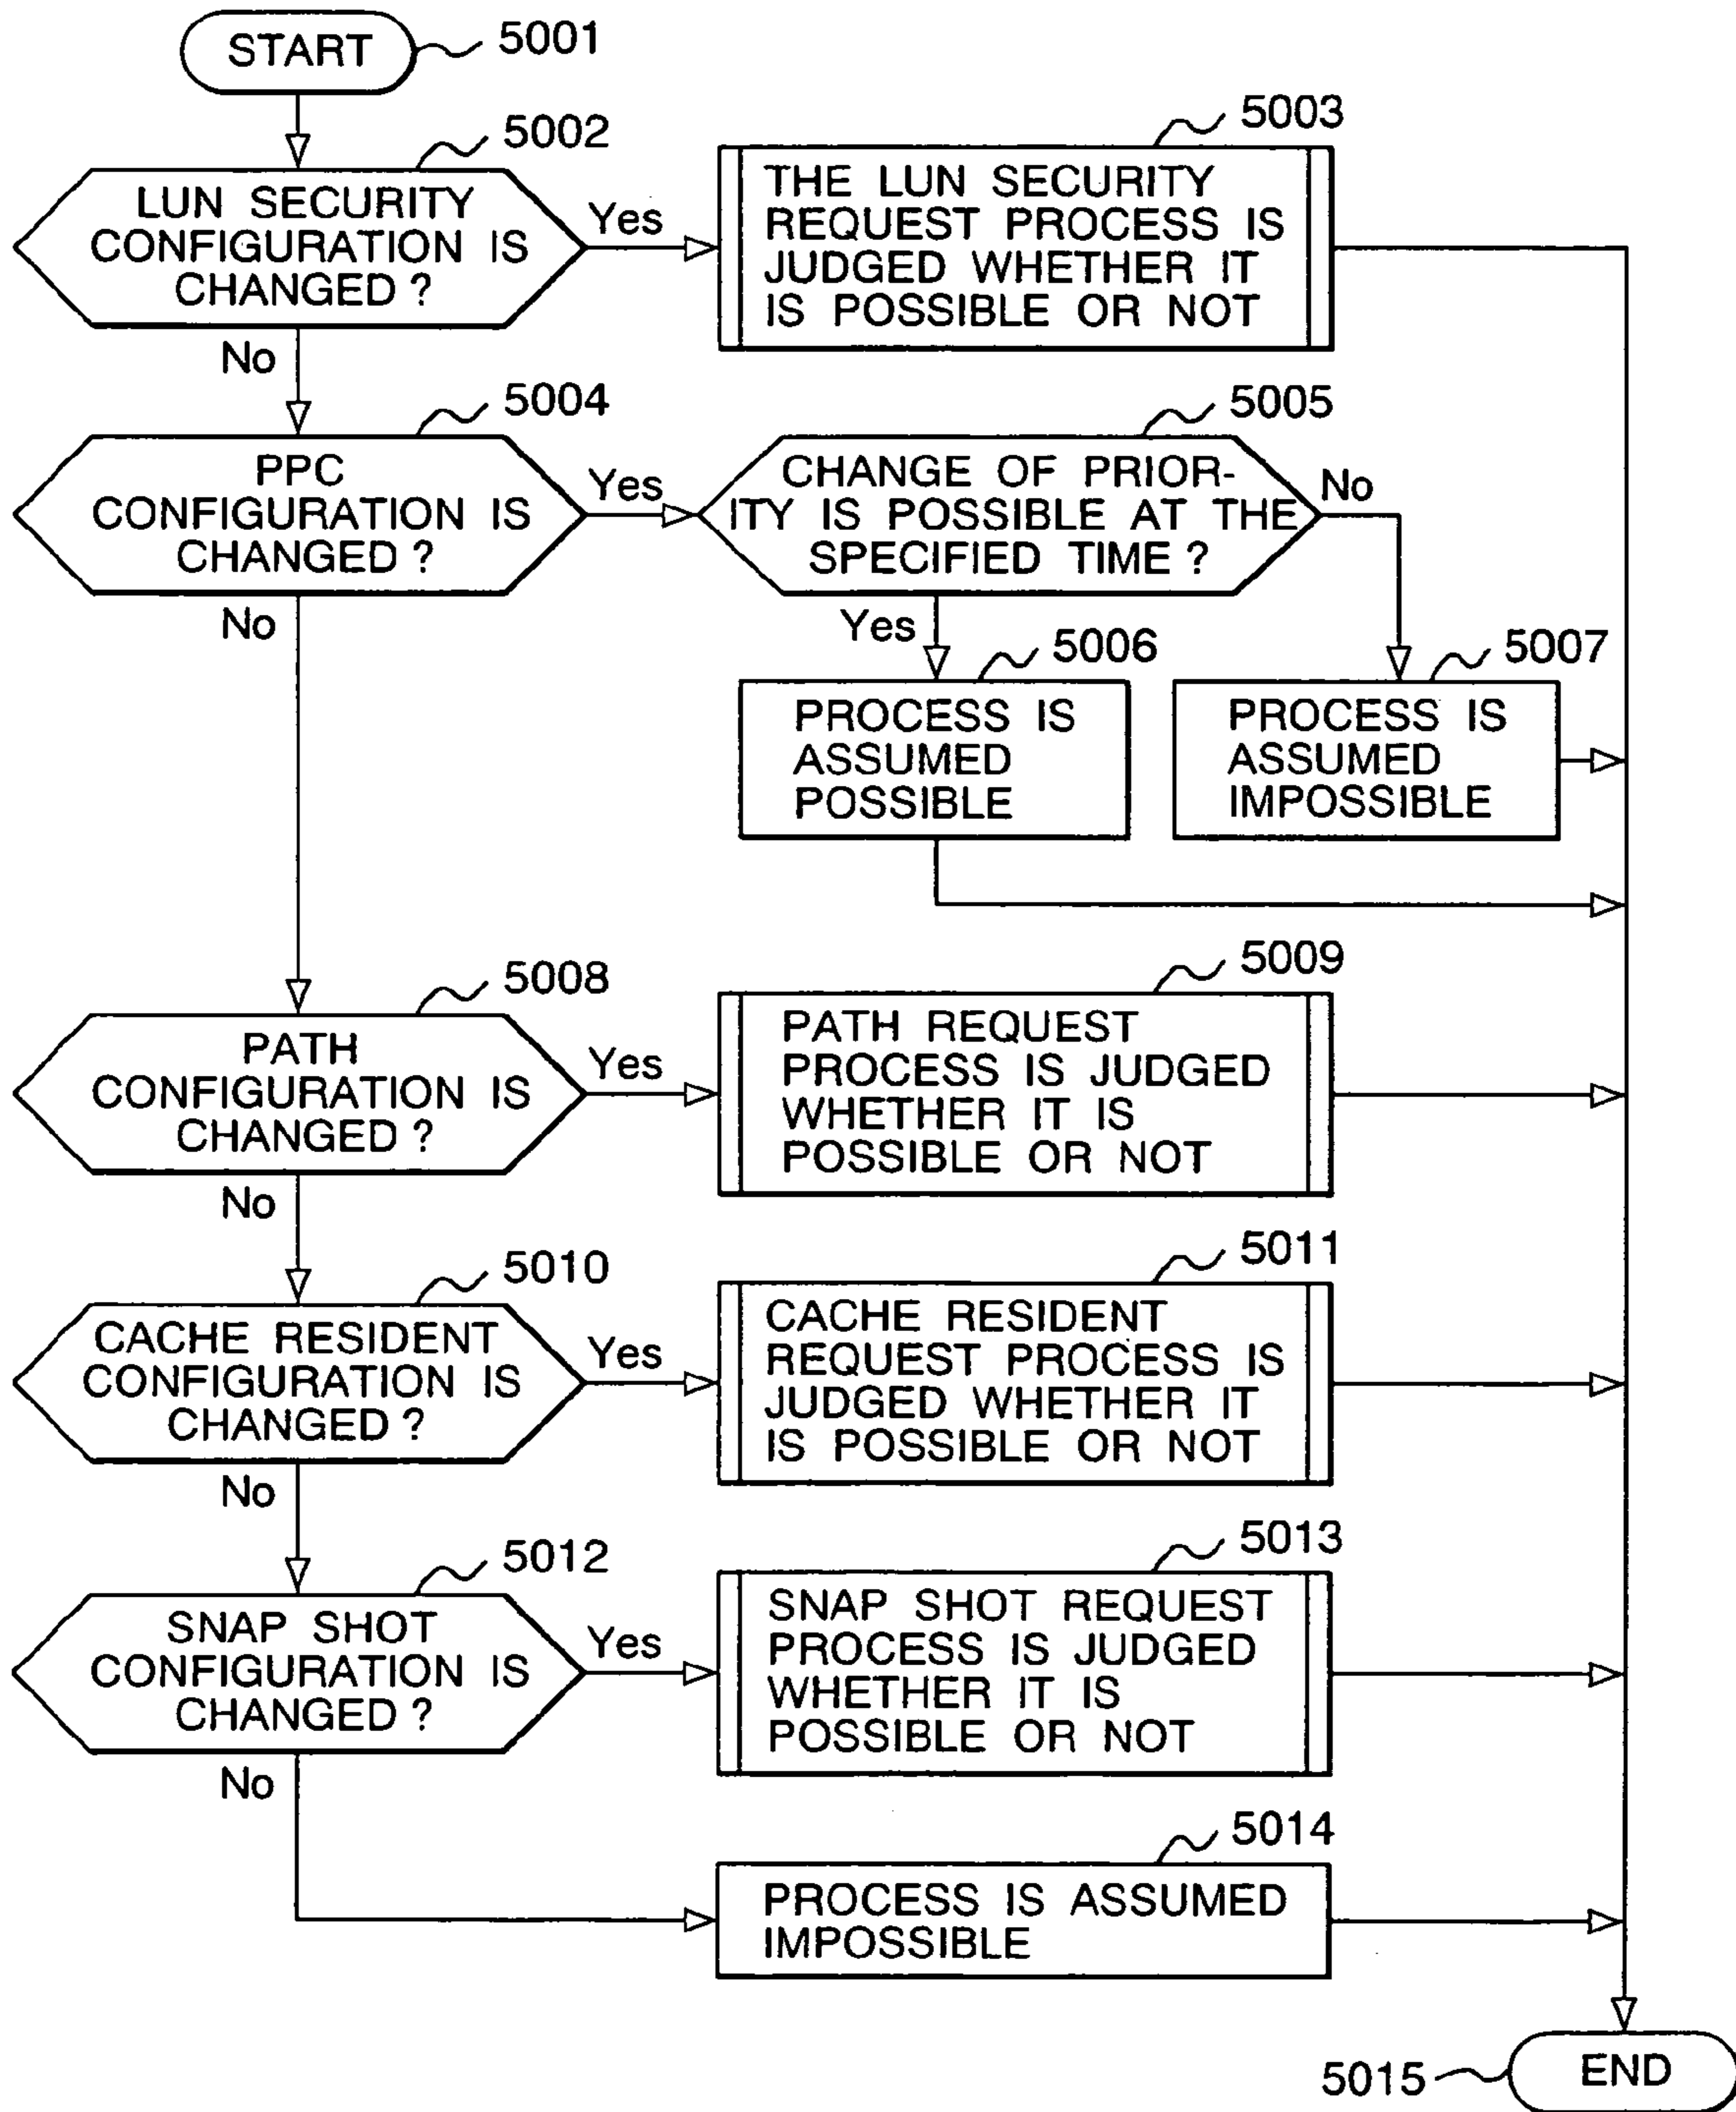 START
5001
5002
LUN SECURITY
CONFIGURATION IS
CHANGED ?
Yes
No
5003
THE LUN SECURITY
REQUEST PROCESS IS
JUDGED WHETHER IT
IS POSSIBLE OR NOT
5004
PPC
CONFIGURATION IS
CHANGED ?
Yes
No
5005
CHANGE OF PRIOR-
ITY IS POSSIBLE AT THE
SPECIFIED TIME ?
No
Yes
5006
PROCESS IS
ASSUMED
POSSIBLE
5007
PROCESS IS
ASSUMED
IMPOSSIBLE
5008
PATH
CONFIGURATION IS
CHANGED ?
Yes
No
5009
PATH REQUEST
PROCESS IS JUDGED
WHETHER IT IS
POSSIBLE OR NOT
5010
CACHE RESIDENT
CONFIGURATION IS
CHANGED ?
Yes
No
5011
CACHE RESIDENT
REQUEST PROCESS IS
JUDGED WHETHER IT
IS POSSIBLE OR NOT
5012
SNAP SHOT
CONFIGURATION IS
CHANGED ?
Yes
No
5013
SNAP SHOT REQUEST
PROCESS IS JUDGED
WHETHER IT IS
POSSIBLE OR NOT
5014
PROCESS IS ASSUMED
IMPOSSIBLE
5015
END